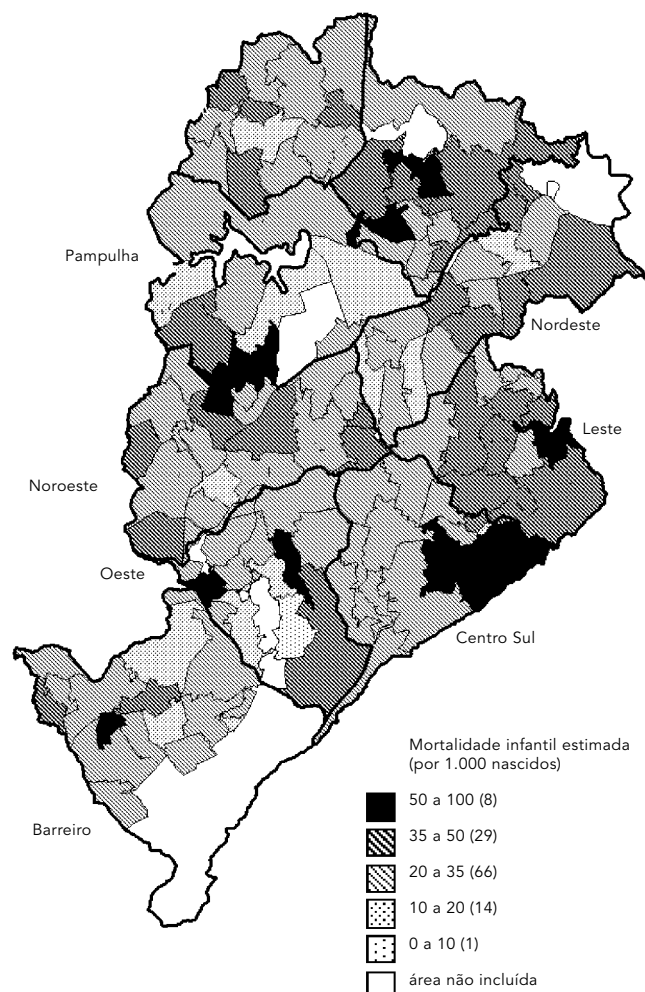 Pampulha
Nordeste
Leste
Noroeste
Oeste
Centro Sul
Barreiro
Mortalidade infantil estimada
(por 1.000 nascidos)
50 a 100 (8)
35 a 50 (29)
20 a 35 (66)
10 a 20 (14)
0 a 10 (1)
área não incluída